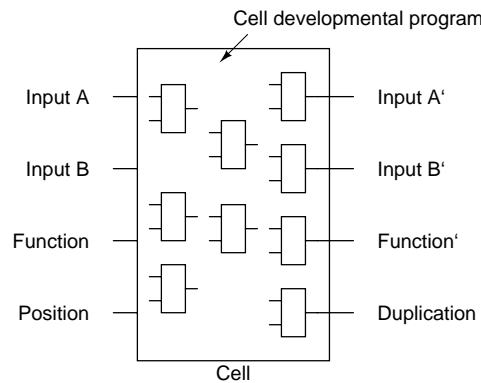 Cell developmental program
Input A
Input A‘
Input B
Input B‘
Function
Function‘
Position
Duplication
Cell